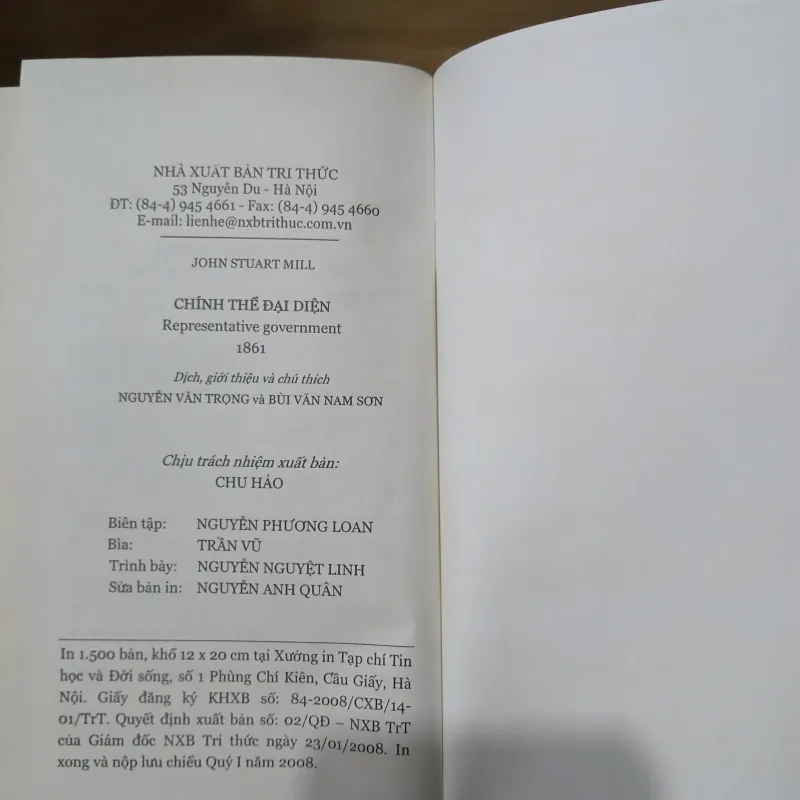 NHÀ XUẤT BẢN TRI THỨC
53 Nguyễn Du - Hà Nội
ĐT: (84-4) 945 4661 - Fax: (84-4) 945 4660
E-mail: lienhe@nxbtrithuc.com.vn
JOHN STUART MILL
CHÍNH THỂ ĐẠI DIỆN
Representative government
1861
Dịch, giới thiệu và chú thích
NGUYỄN VĂN TRỌNG và BÙI VĂN NAM SƠN
Chịu trách nhiệm xuất bản:
CHU HẢO
Biên tập: NGUYỄN PHƯƠNG LOAN
Bìa: TRẦN VŨ
Trình bày: NGUYỄN NGUYỆT LINH
Sửa bản in: NGUYỄN ANH QUÂN
In 1.500 bản, khổ 12 x 20 cm tại Xưởng in Tạp chí Tin
học và Đời sống, số 1 Phùng Chí Kiên, Cầu Giấy, Hà
Nội. Giấy đăng ký KHXB số: 84-2008/CXB/14-
01/TrT. Quyết định xuất bản số: 02/QĐ – NXB TrT
của Giám đốc NXB Tri thức ngày 23/01/2008. In
xong và nộp lưu chiểu Quý I năm 2008.